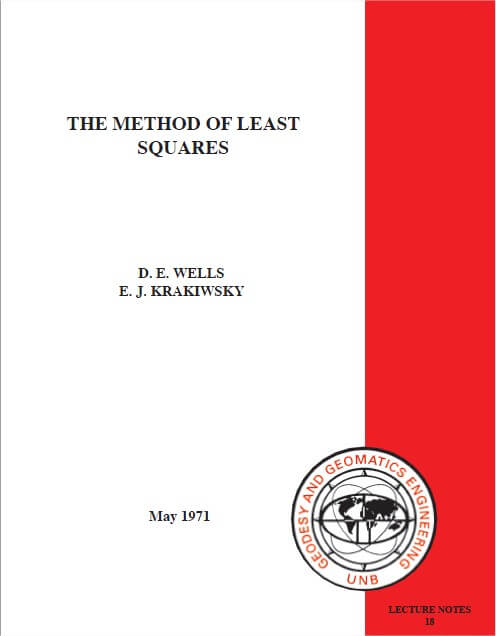 THE METHOD OF LEAST
SQUARES
D. E. WELLS
E. J. KRAKIWSKY
May 1971
GEODESY AND GEOMATICS ENGINEERING
UNB
LECTURE NOTES
18